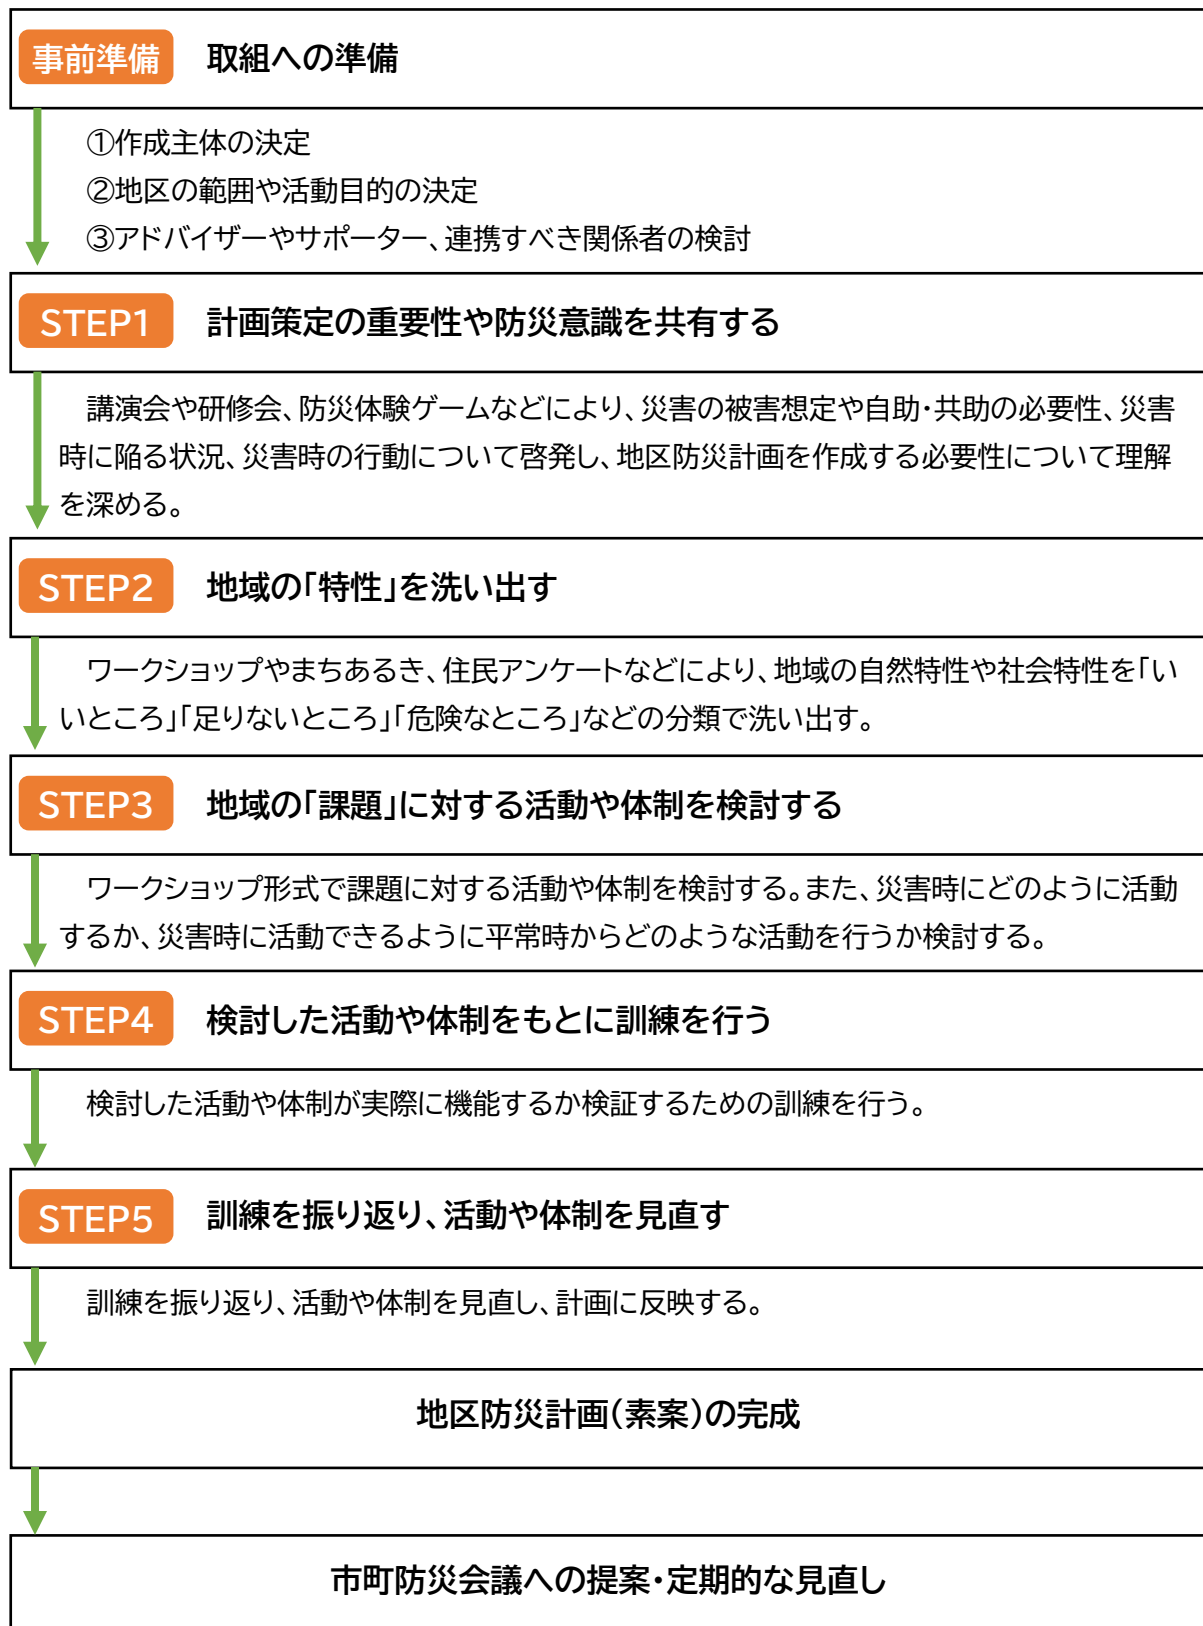 事前準備 取組への準備
①作成主体の決定
②地区の範囲や活動目的の決定
③アドバイザーやサポーター、連携すべき関係者の検討
STEP1 計画策定の重要性や防災意識を共有する
講演会や研修会、防災体験ゲームなどにより、災害の被害想定や自助・共助の必要性、災害
時に陥る状況、災害時の行動について啓発し、地区防災計画を作成する必要性について理解
を深める。
STEP2 地域の「特性」を洗い出す
ワークショップやまちあるき、住民アンケートなどにより、地域の自然特性や社会特性を「い
いところ」「足りないところ」「危険なところ」などの分類で洗い出す。
STEP3 地域の「課題」に対する活動や体制を検討する
ワークショップ形式で課題に対する活動や体制を検討する。また、災害時にどのように活動
するか、災害時に活動できるように平常時からどのような活動を行うか検討する。
STEP4 検討した活動や体制をもとに訓練を行う
検討した活動や体制が実際に機能するか検証するための訓練を行う。
STEP5 訓練を振り返り、活動や体制を見直す
訓練を振り返り、活動や体制を見直し、計画に反映する。
地区防災計画(素案)の完成
市町防災会議への提案・定期的な見直し